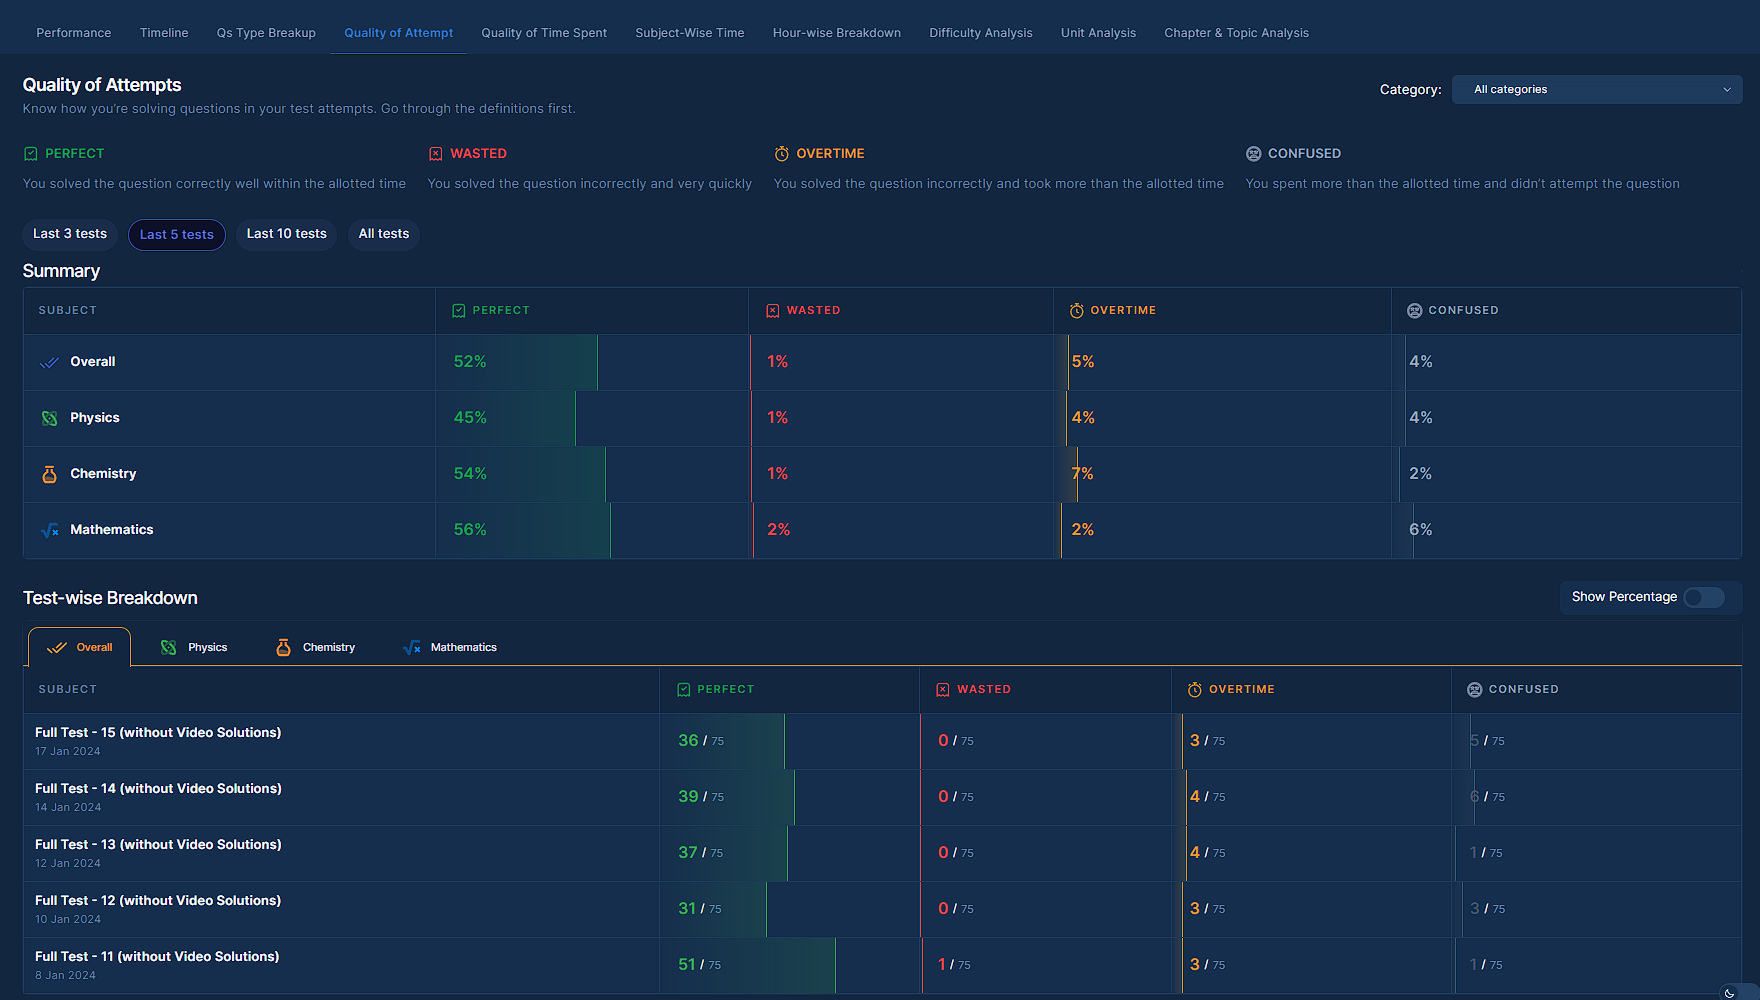 Performance Timeline Qs Type Breakup Quality of Attempt Quality of Time Spent Subject-Wise Time Hour-wise Breakdown Difficulty Analysis Unit Analysis Chapter & Topic Analysis
Quality of Attempts
Category: All categories
Know how you're solving questions in your test attempts. Go through the definitions first.
PERFECT WASTED OVERTIME CONFUSED
You solved the question correctly well within the allotted time You solved the question incorrectly and very quickly You solved the question incorrectly and took more than the allotted time You spent more than the allotted time and didn't attempt the question
Last 3 tests Last 5 tests Last 10 tests All tests
Summary
SUBJECT PERFECT WASTED OVERTIME CONFUSED
Overall 52% 1% 5% 4%
Physics 45% 1% 4% 4%
Chemistry 54% 1% 7% 2%
Mathematics 56% 2% 2% 6%
Test-wise Breakdown Show Percentage
Overall Physics Chemistry Mathematics
SUBJECT PERFECT WASTED OVERTIME CONFUSED
Full Test - 15 (without Video Solutions) 36 / 75 0 / 75 3 / 75 5 / 75
17 Jan 2024
Full Test - 14 (without Video Solutions) 39 / 75 0 / 75 4 / 75 6 / 75
14 Jan 2024
Full Test - 13 (without Video Solutions) 37 / 75 0 / 75 4 / 75 1 / 75
12 Jan 2024
Full Test - 12 (without Video Solutions) 31 / 75 0 / 75 3 / 75 3 / 75
10 Jan 2024
Full Test - 11 (without Video Solutions) 51 / 75 1 / 75 3 / 75 1 / 75
8 Jan 2024